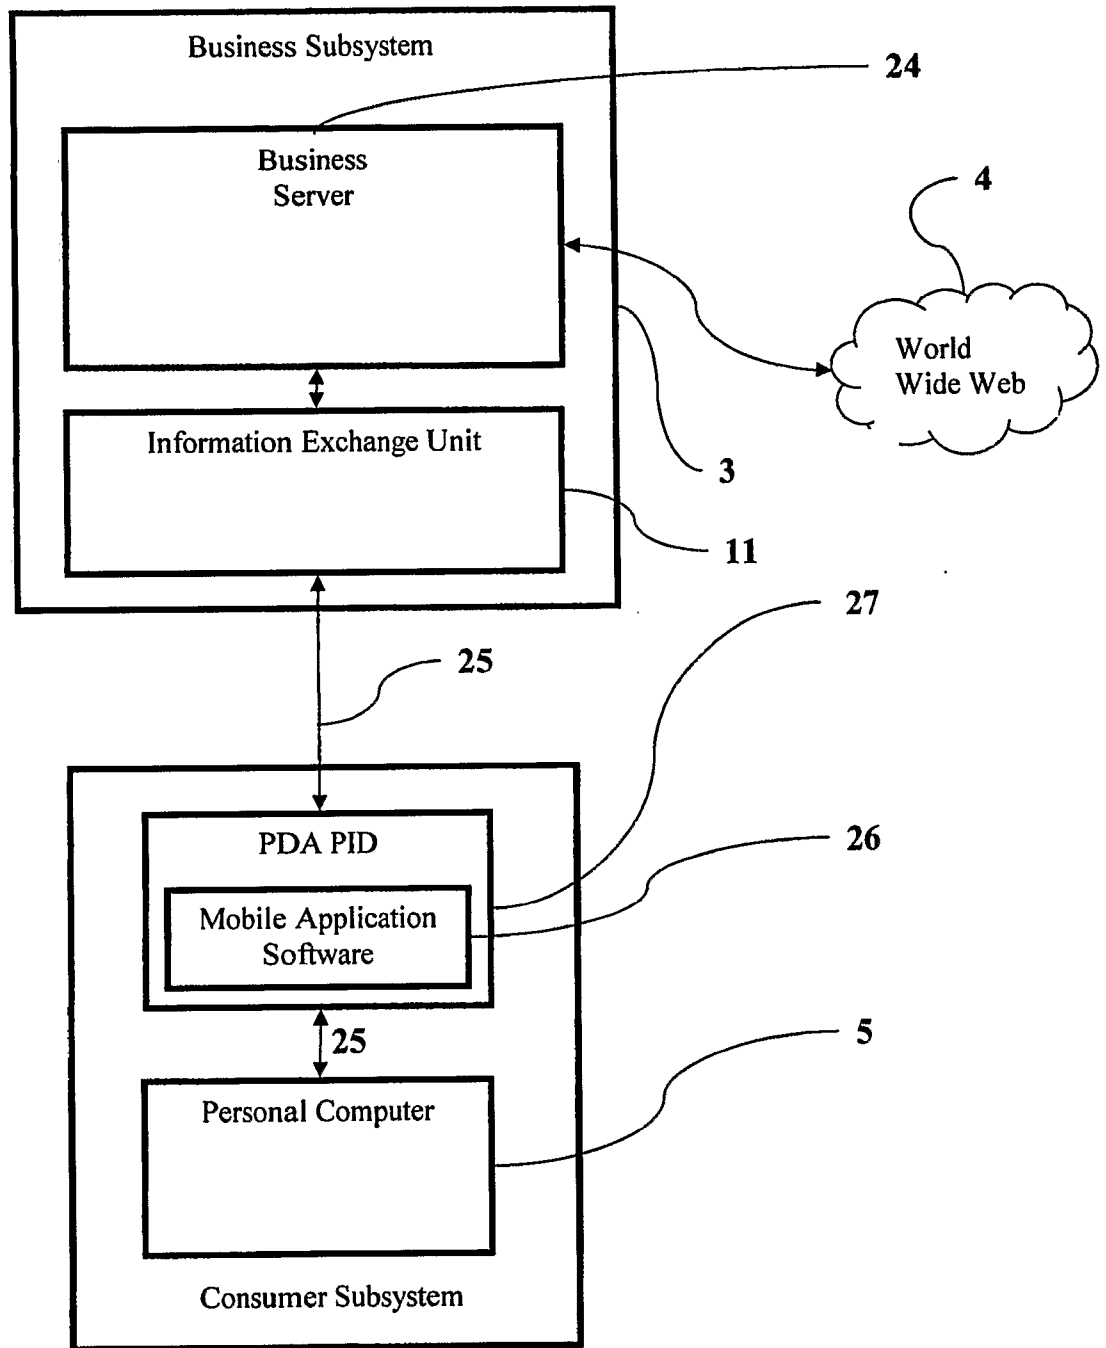 Business Subsystem
24
Business
Server
4
World
Wide Web
Information Exchange Unit
3
11
27
25
PDA PID
26
Mobile Application
Software
25
5
Personal Computer
Consumer Subsystem